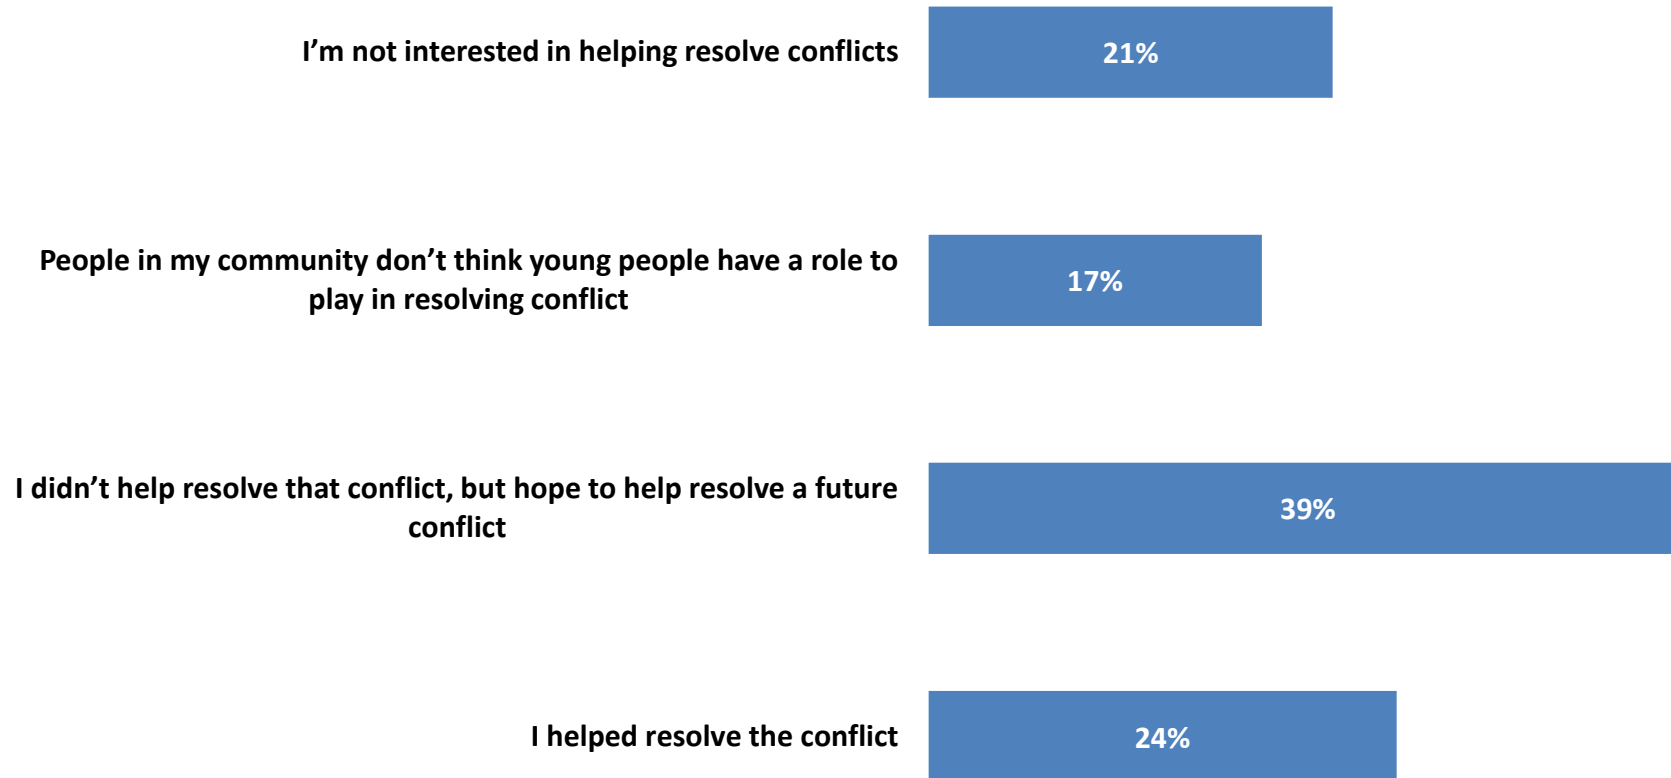 I’m not interested in helping resolve conflicts
21%
People in my community don’t think young people have a role to
play in resolving conflict
17%
I didn’t help resolve that conflict, but hope to help resolve a future
conflict
39%
I helped resolve the conflict
24%